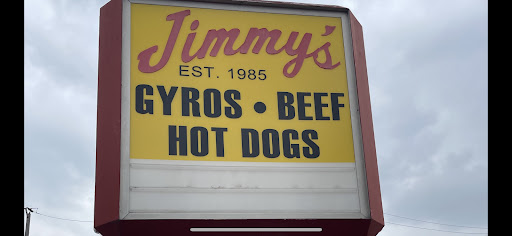 Jimmy's
EST. 1985
GYROS • BEEF
HOT DOGS